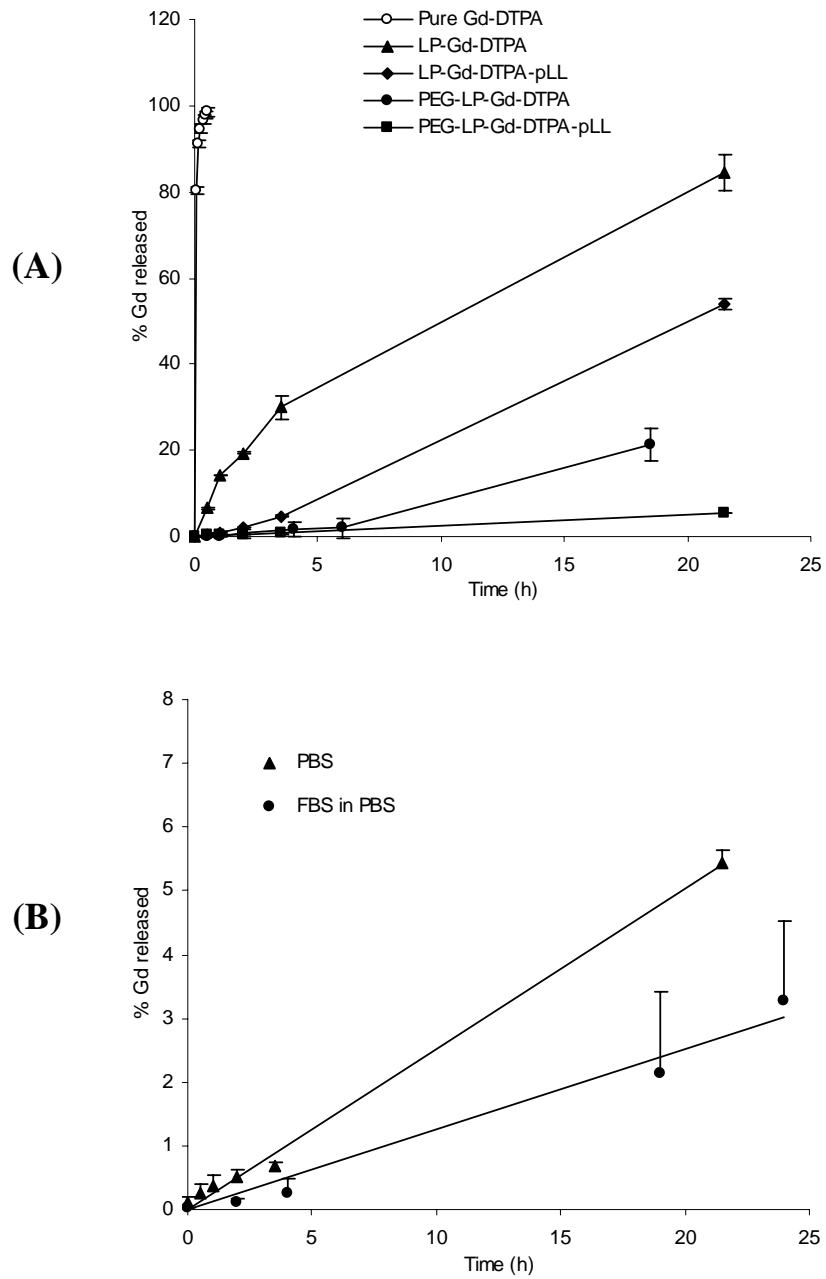 120
100
80
60
40
20
0
% Gd released
(A)
Pure Gd-DTPA
LP-Gd-DTPA
LP-Gd-DTPA-pLL
PEG-LP-Gd-DTPA
PEG-LP-Gd-DTPA-pLL
0 5 10 15 20 25
Time (h)
8
7
6
5
4
3
2
1
0
% Gd released
(B)
PBS
FBS in PBS
0 5 10 15 20 25
Time (h)